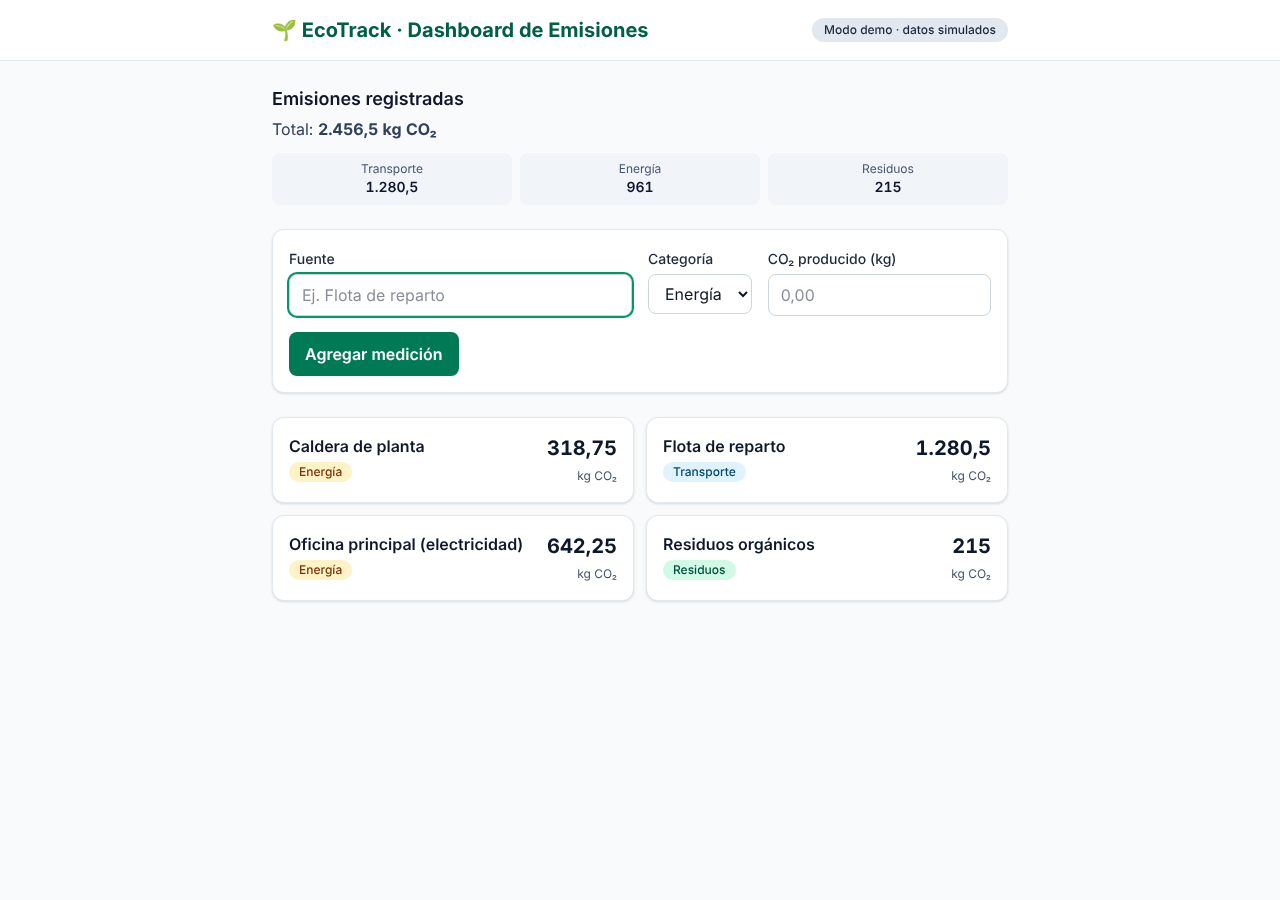 🌱 EcoTrack · Dashboard de Emisiones
Modo demo · datos simulados
Emisiones registradas
Total: 2.456,5 kg CO₂
Transporte
1.280,5
Energía
961
Residuos
215
Fuente
Ej. Flota de reparto
Categoría
Energía
CO₂ producido (kg)
0,00
Agregar medición
Caldera de planta
Energía
318,75
kg CO₂
Flota de reparto
Transporte
1.280,5
kg CO₂
Oficina principal (electricidad)
Energía
642,25
kg CO₂
Residuos orgánicos
Residuos
215
kg CO₂